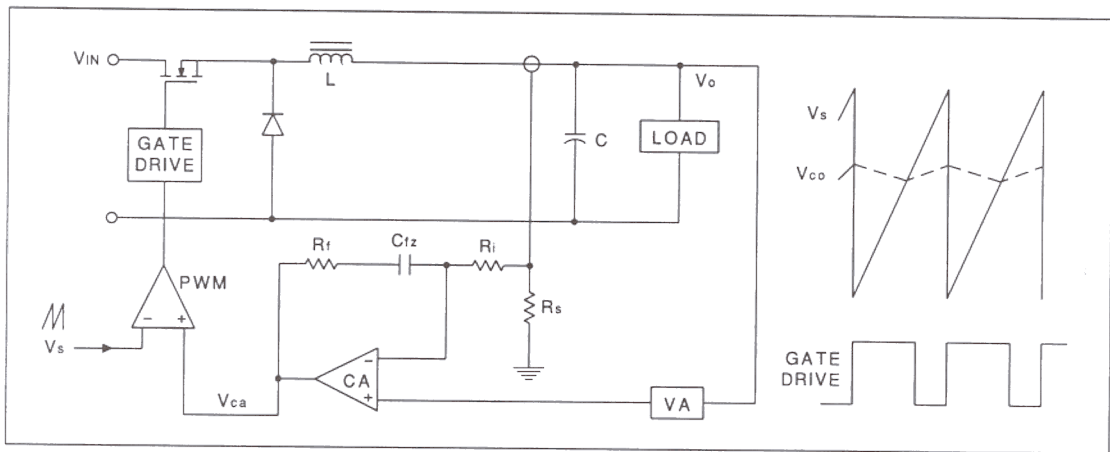 VIN
L
Vo
GATE
DRIVE
C
LOAD
Rf
Cfz
Ri
Rs
PWM
- +
Vs
CA
-
+
VA
Vca
Vs
Vco
GATE
DRIVE